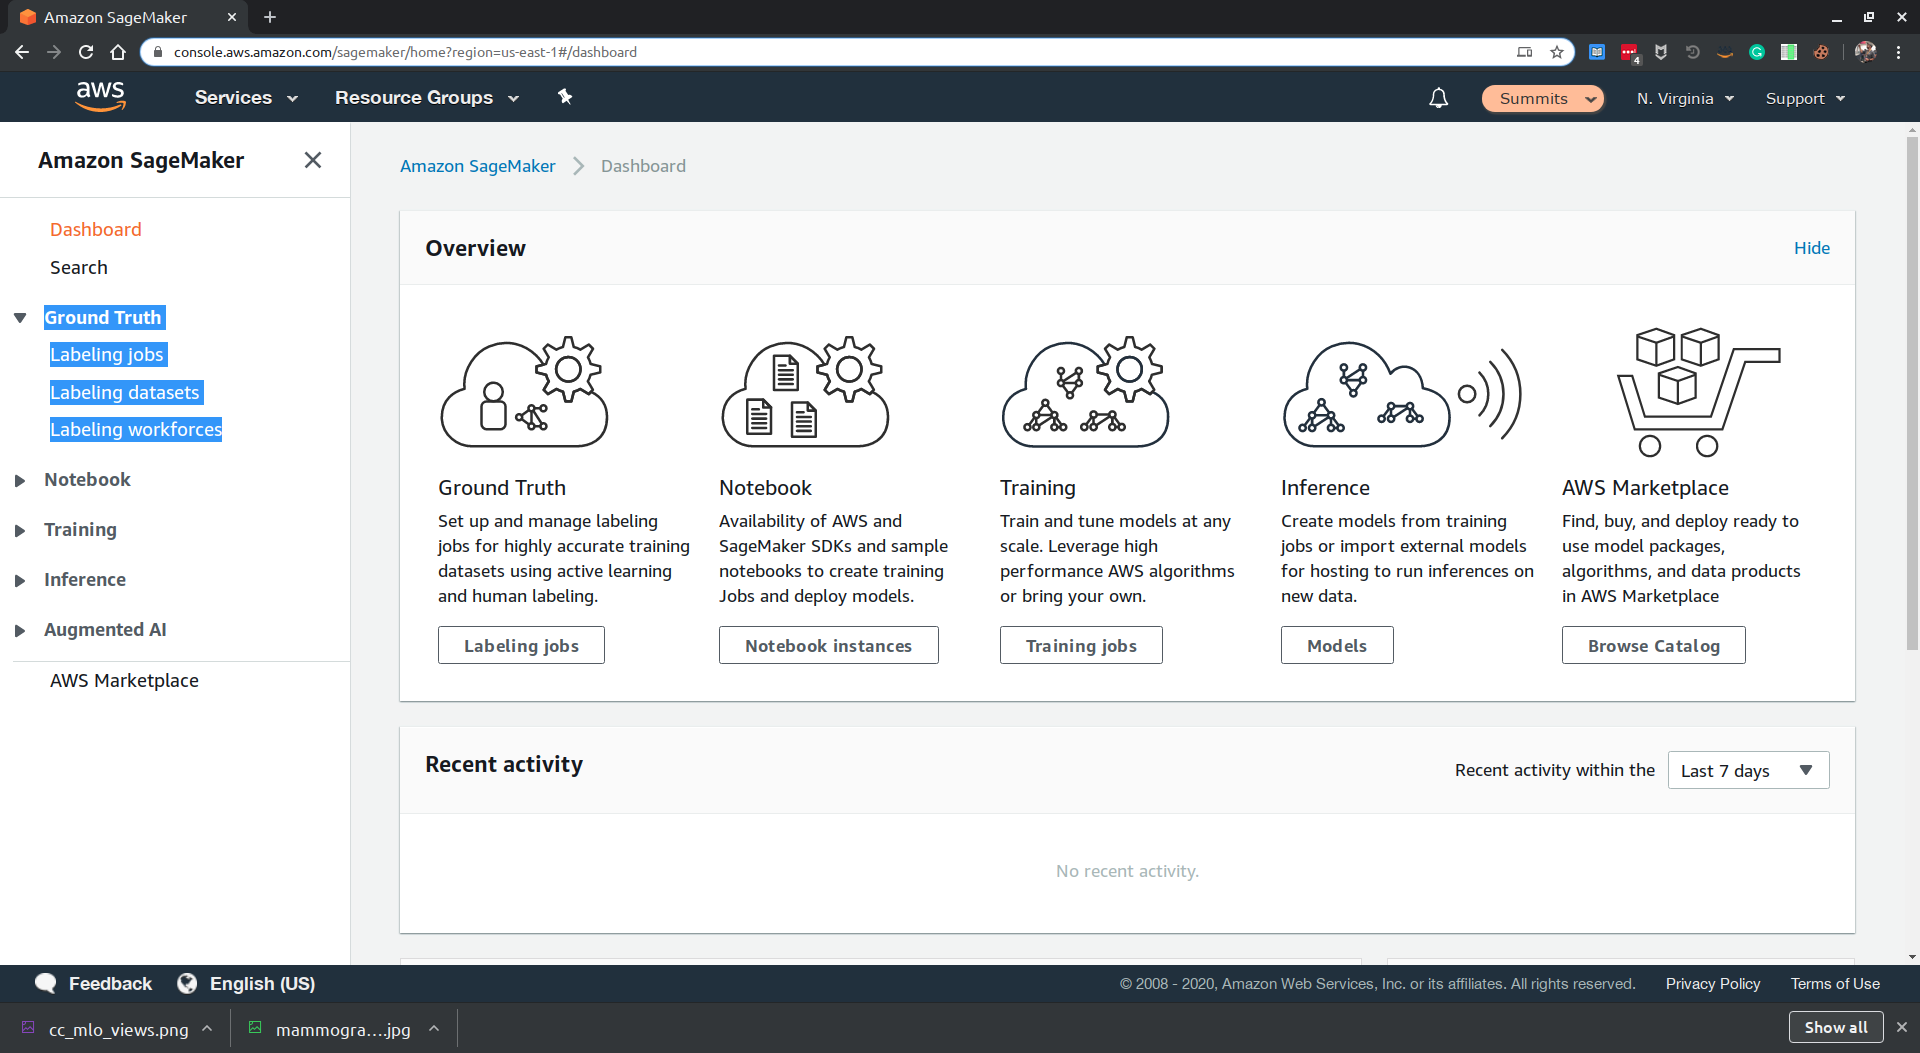 Amazon SageMaker
console.aws.amazon.com/sagemaker/home?region=us-east-1#/dashboard
4
aws
Services
Resource Groups
Summits
N. Virginia
Support
Amazon SageMaker
Dashboard
Search
Ground Truth
Labeling jobs
Labeling datasets
Labeling workforces
Notebook
Training
Inference
Augmented AI
AWS Marketplace
Amazon SageMaker
Dashboard
Overview
Hide
Ground Truth
Set up and manage labeling
jobs for highly accurate training
datasets using active learning
and human labeling.
Labeling jobs
Notebook
Availability of AWS and
SageMaker SDKs and sample
notebooks to create training
Jobs and deploy models.
Notebook instances
Training
Train and tune models at any
scale. Leverage high
performance AWS algorithms
or bring your own.
Training jobs
Inference
Create models from training
jobs or import external models
for hosting to run inferences on
new data.
Models
AWS Marketplace
Find, buy, and deploy ready to
use model packages,
algorithms, and data products
in AWS Marketplace
Browse Catalog
Recent activity
Recent activity within the
Last 7 days
No recent activity.
Feedback
English (US)
© 2008 - 2020, Amazon Web Services, Inc. or its affiliates. All rights reserved.
Privacy Policy
Terms of Use
cc_mlo_views.png
mammogra....jpg
Show all